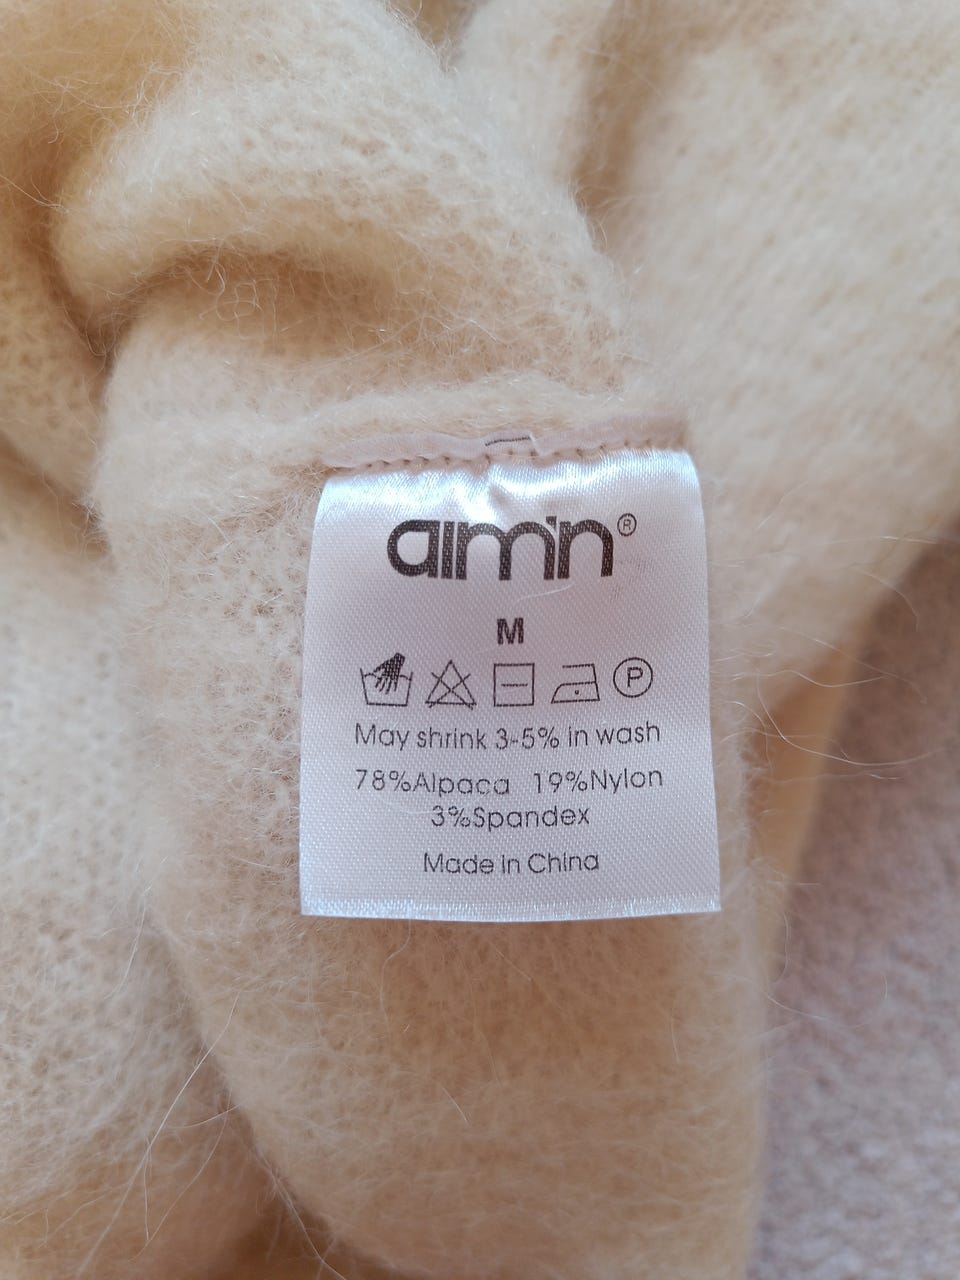 aim'n®
M
P
May shrink 3-5% in wash
78%Alpaca 19%Nylon
3%Spandex
Made in China